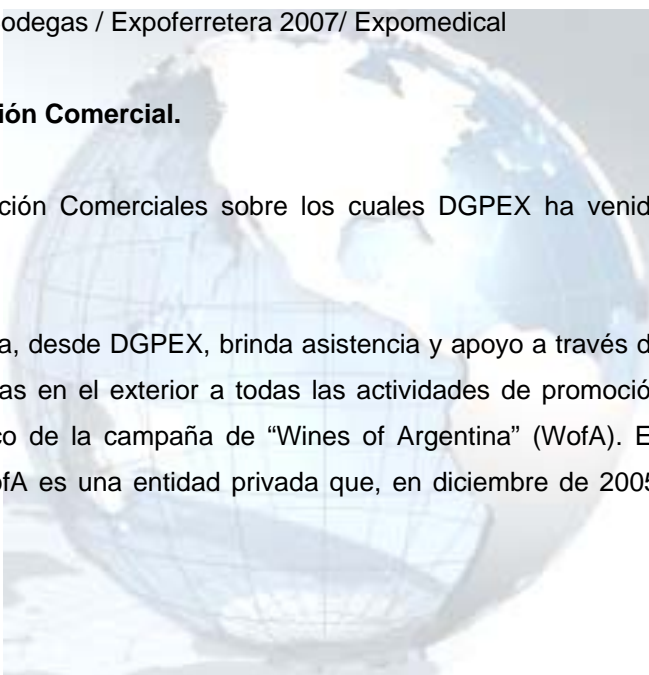 odegas / Expoferretera 2007/ Expomedical
ión Comercial.
ción Comerciales sobre los cuales DGPEX ha venid
a, desde DGPEX, brinda asistencia y apoyo a través d
as en el exterior a todas las actividades de promoció
co de la campaña de “Wines of Argentina” (WofA). E
ofA es una entidad privada que, en diciembre de 2005